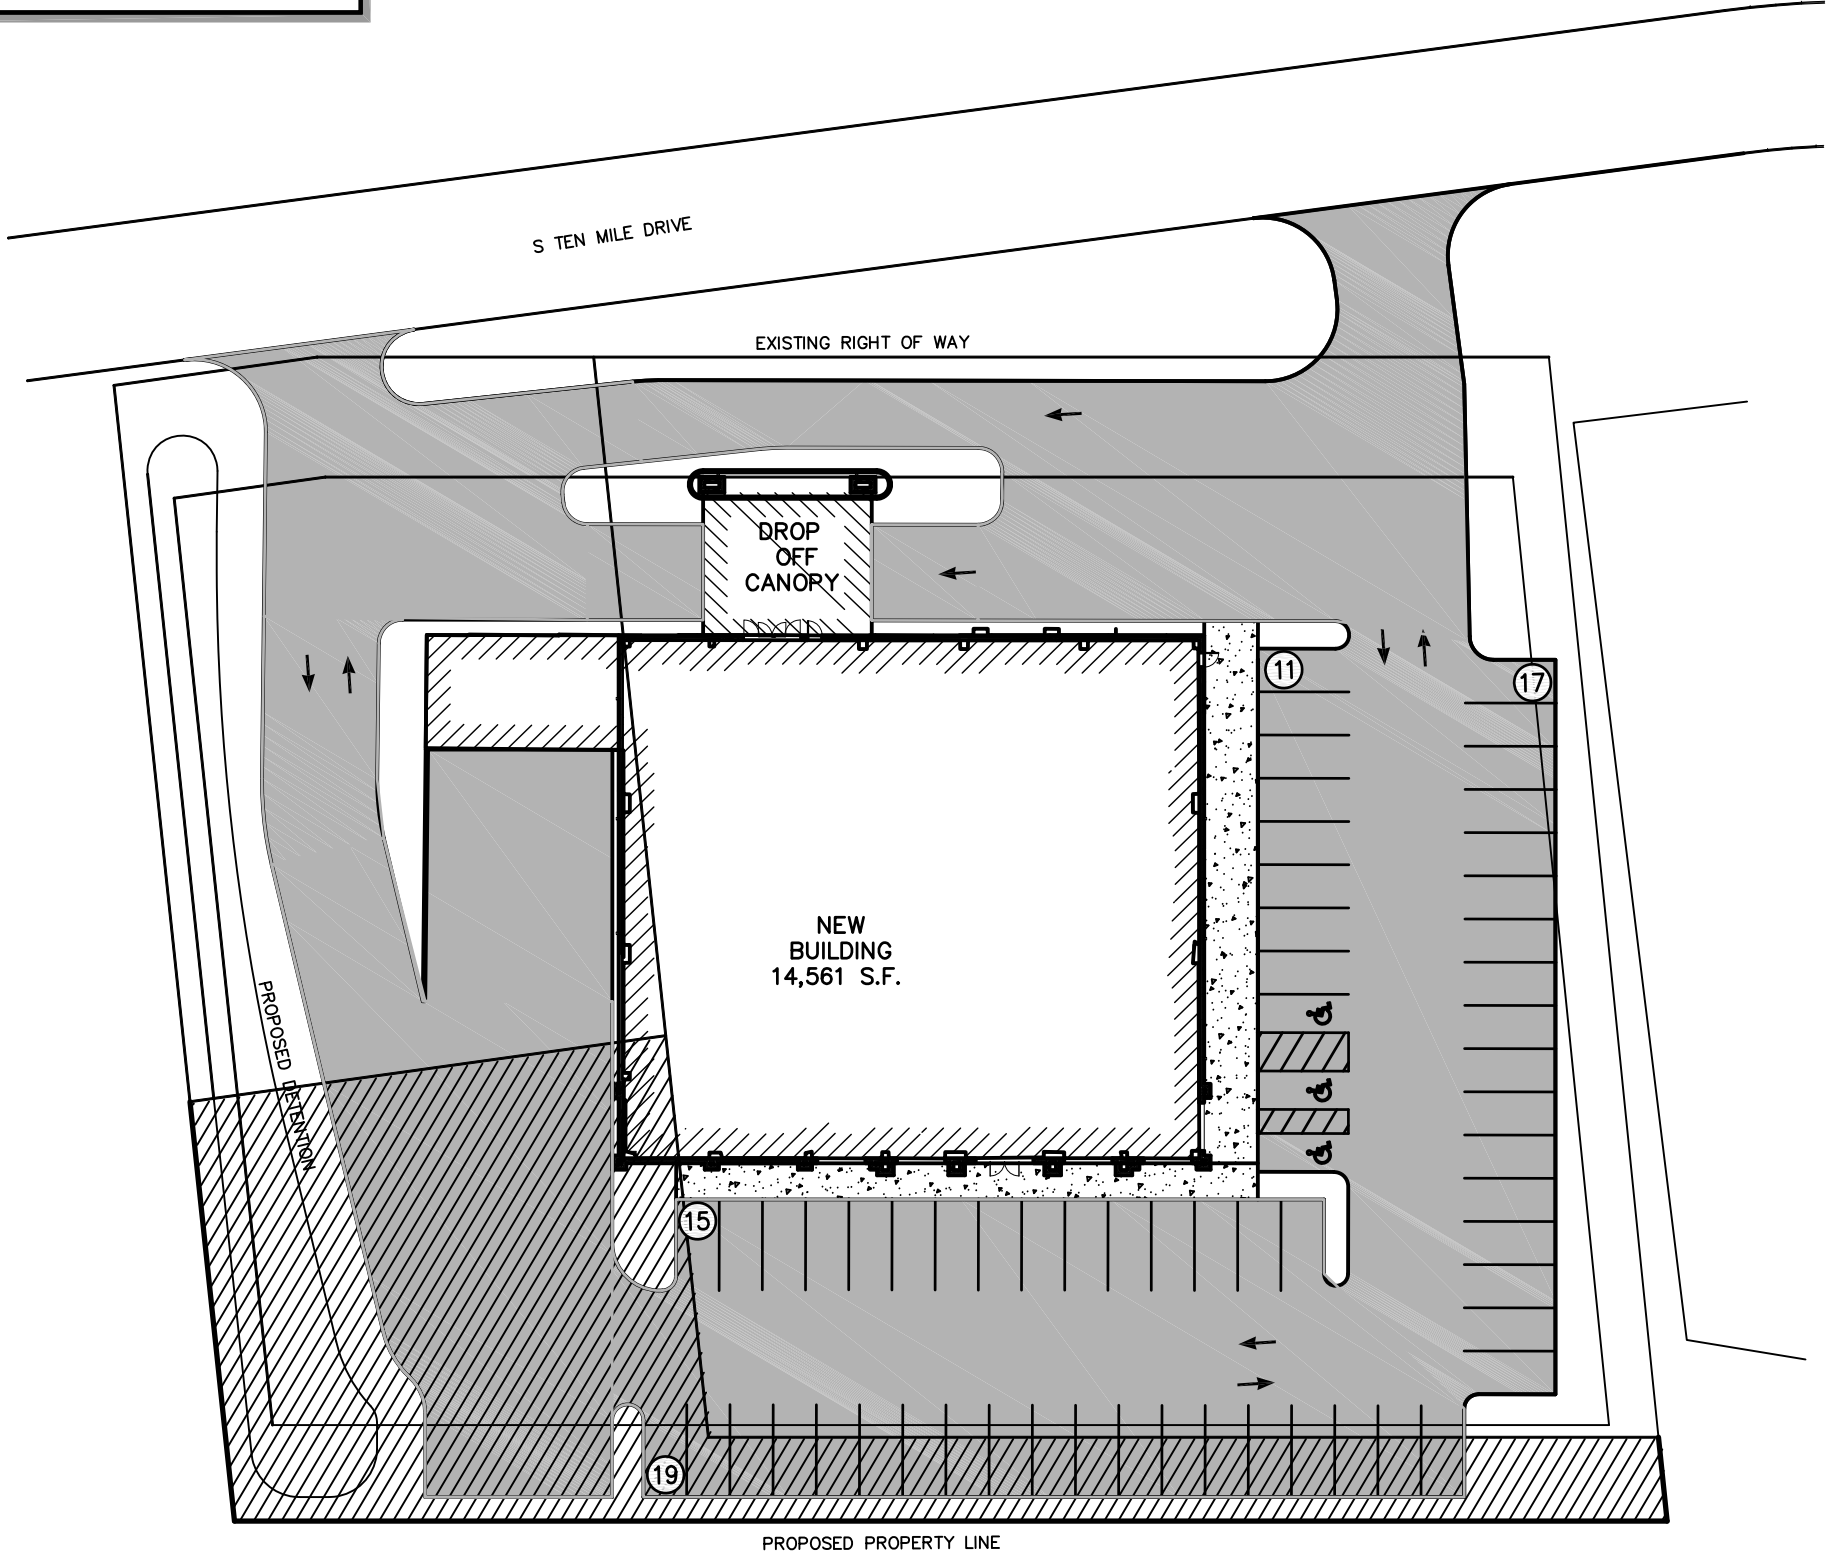 S TEN MILE DRIVE
EXISTING RIGHT OF WAY
DROP
OFF
CANOPY
11
17
NEW
BUILDING
14,561 S.F.
PROPOSED DETENTION
15
19
PROPOSED PROPERTY LINE